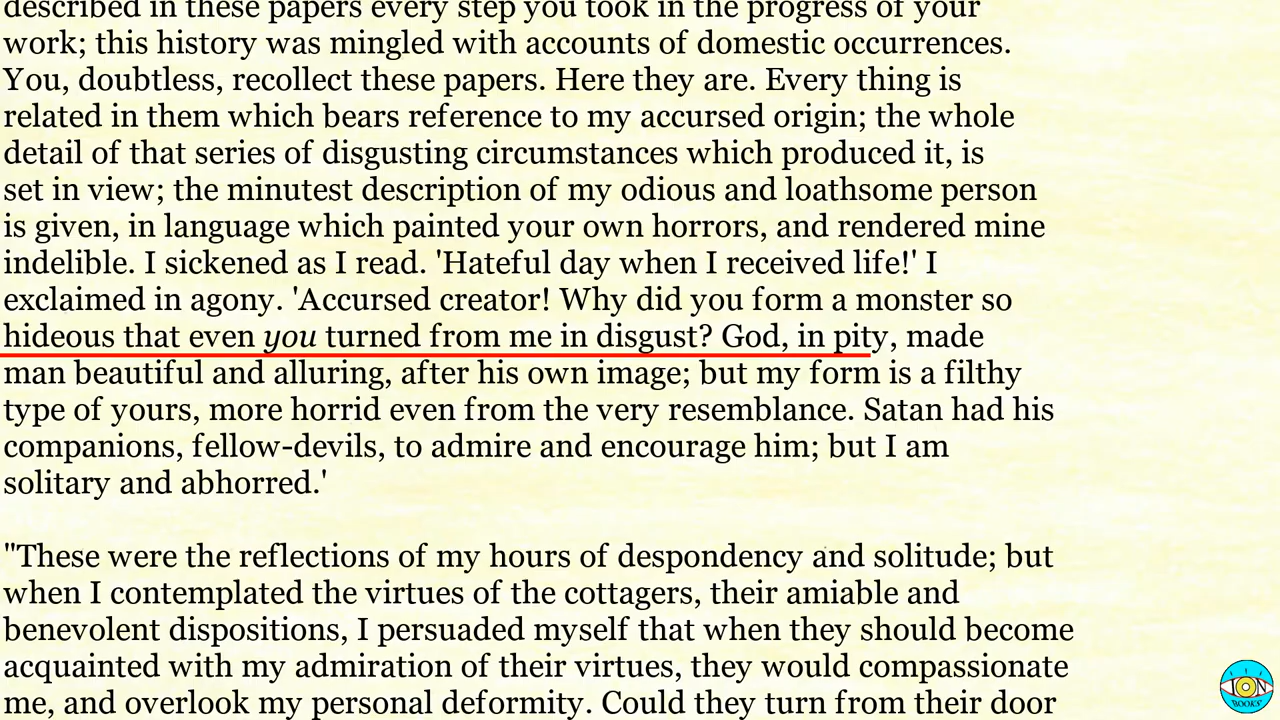 described in these papers every step you took in the progress of your
work; this history was mingled with accounts of domestic occurrences.
You, doubtless, recollect these papers. Here they are. Every thing is
related in them which bears reference to my accursed origin; the whole
detail of that series of disgusting circumstances which produced it, is
set in view; the minutest description of my odious and loathsome person
is given, in language which painted your own horrors, and rendered mine
indelible. I sickened as I read. 'Hateful day when I received life!' I
exclaimed in agony. 'Accursed creator! Why did you form a monster so
hideous that even you turned from me in disgust? God, in pity, made
man beautiful and alluring, after his own image; but my form is a filthy
type of yours, more horrid even from the very resemblance. Satan had his
companions, fellow-devils, to admire and encourage him; but I am
solitary and abhorred.'
"These were the reflections of my hours of despondency and solitude; but
when I contemplated the virtues of the cottagers, their amiable and
benevolent dispositions, I persuaded myself that when they should become
acquainted with my admiration of their virtues, they would compassionate
me, and overlook my personal deformity. Could they turn from their door
ION
BOOKS